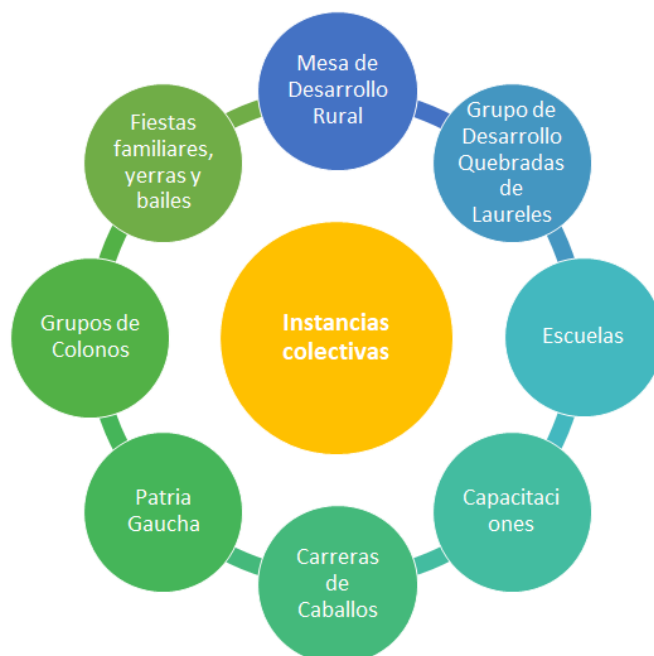 Mesa de
Desarrollo
Rural
Grupo de
Desarrollo
Quebradas
de
Laureles
Escuelas
Capacitaci
ones
Carreras
de
Caballos
Patria
Gaucha
Grupos de
Colonos
Fiestas
familiares,
yerras y
bailes
Instancias
colectivas